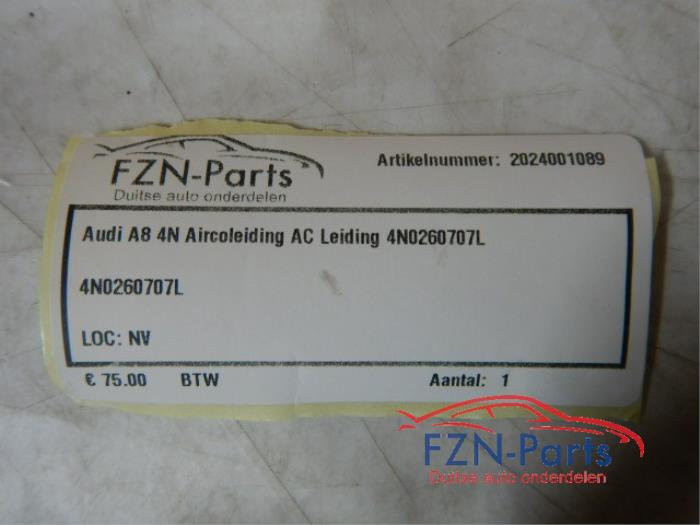 FZN-Parts
Duitse auto onderdelen
Artikelnummer: 2024001089
Audi A8 4N Aircoleiding AC Leiding 4N0260707L
4N0260707L
LOC: NV
€ 75.00 BTW Aantal: 1
FZN-Parts
Duitse auto onderdelen